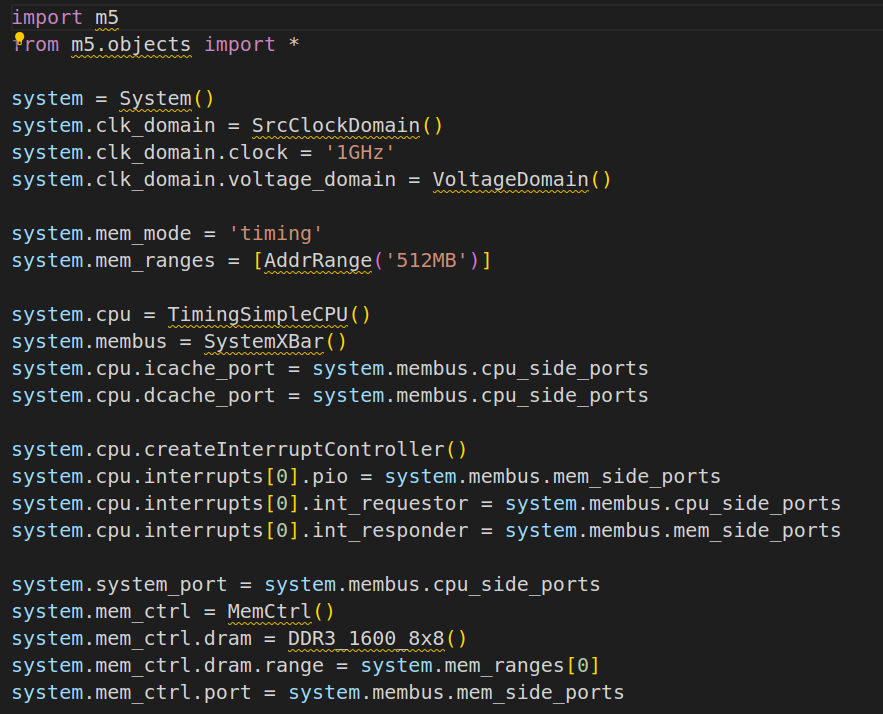 import m5
from m5.objects import *
system = System()
system.clk_domain = SrcClockDomain()
system.clk_domain.clock = '1GHz'
system.clk_domain.voltage_domain = VoltageDomain()
system.mem_mode = 'timing'
system.mem_ranges = [AddrRange('512MB')]
system.cpu = TimingSimpleCPU()
system.membus = SystemXBar()
system.cpu.icache_port = system.membus.cpu_side_ports
system.cpu.dcache_port = system.membus.cpu_side_ports
system.cpu.createInterruptController()
system.cpu.interrupts[0].pio = system.membus.mem_side_ports
system.cpu.interrupts[0].int_requestor = system.membus.cpu_side_ports
system.cpu.interrupts[0].int_responder = system.membus.mem_side_ports
system.system_port = system.membus.cpu_side_ports
system.mem_ctrl = MemCtrl()
system.mem_ctrl.dram = DDR3_1600_8x8()
system.mem_ctrl.dram.range = system.mem_ranges[0]
system.mem_ctrl.port = system.membus.mem_side_ports